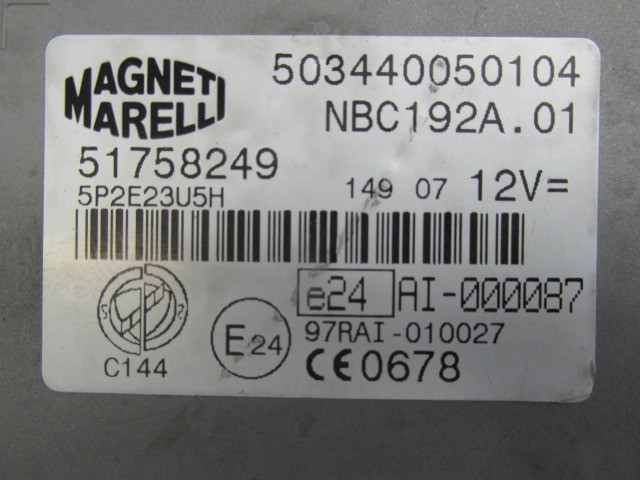 MAGNETI
MARELLI
503440050104
NBC192A.01
51758249
5P2E23U5H
149 07 12V=
e24 AI-000087
E24
97RAI-010027
C144
CE0678